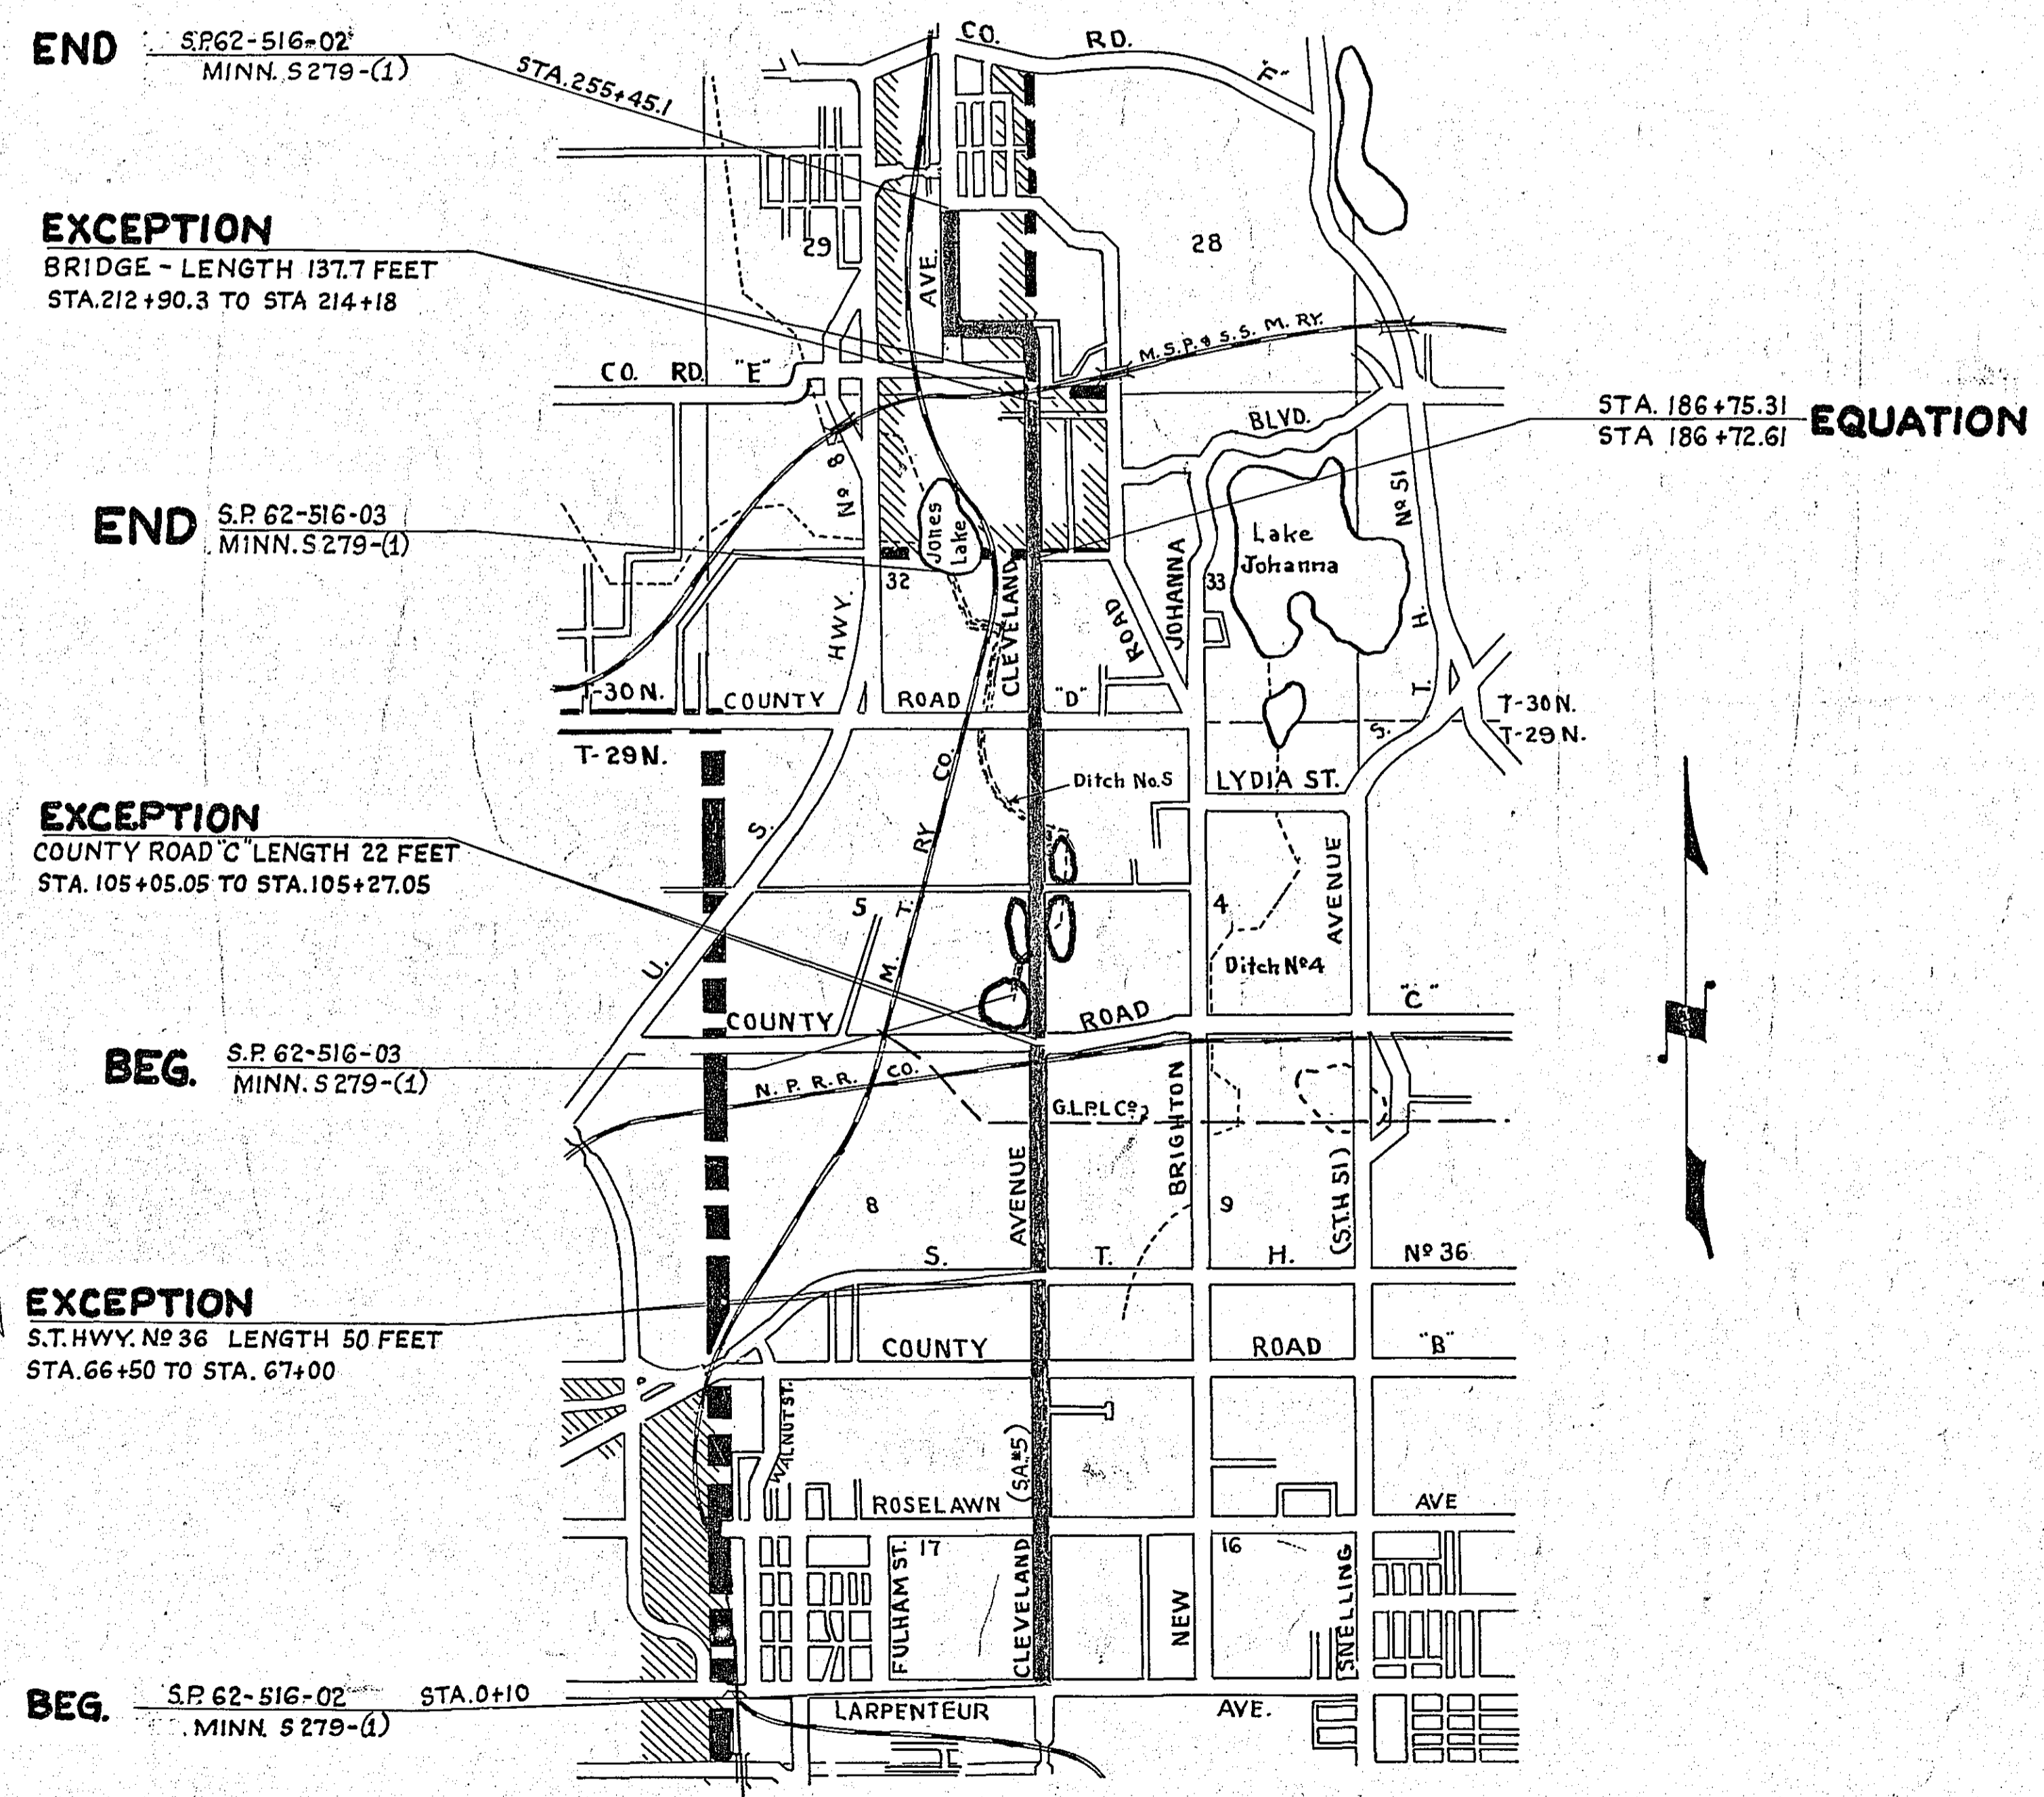 END S.P.62-516-02
MINN. S279-(1)
STA.255+45.1
CO. RD. "F"
EXCEPTION
BRIDGE - LENGTH 137.7 FEET
STA.212+90.3 TO STA 214+18
29
AVE.
28
M.S.P. & S.S. M. RY.
CO. RD. "E"
BLVD.
STA. 186+75.31
STA 186+72.61
EQUATION
Nº 8
Nº 51
END S.P. 62-516-03
MINN. S279-(1)
Jones
Lake
Lake
Johanna
32
33
HWY.
CLEVELAND
ROAD
JOHANNA
S. T. H.
T-30 N.
COUNTY ROAD "D"
T-30 N.
T-29 N.
T-29 N.
LYDIA ST.
Ditch No.5
EXCEPTION
COUNTY ROAD "C" LENGTH 22 FEET
STA. 105+05.05 TO STA.105+27.05
U. S.
M. T. RY CO.
5
4
AVENUE
Ditch Nº4
COUNTY ROAD "C"
BEG. S.P. 62-516-03
MINN. S279-(1)
N. P. R.R. CO.
G.L.P.L Cº
BRIGHTON
AVENUE
(S.T.H 51)
8
9
S. T. H. Nº 36
EXCEPTION
S.T. HWY. Nº 36 LENGTH 50 FEET
STA.66+50 TO STA. 67+00
COUNTY ROAD "B"
WALNUT ST.
(S.A.#5)
ROSELAWN AVE
17
16
FULHAM ST.
CLEVELAND
NEW
SNELLING
BEG. S.P. 62-516-02 STA.0+10
MINN. S279-(1)
LARPENTEUR AVE.